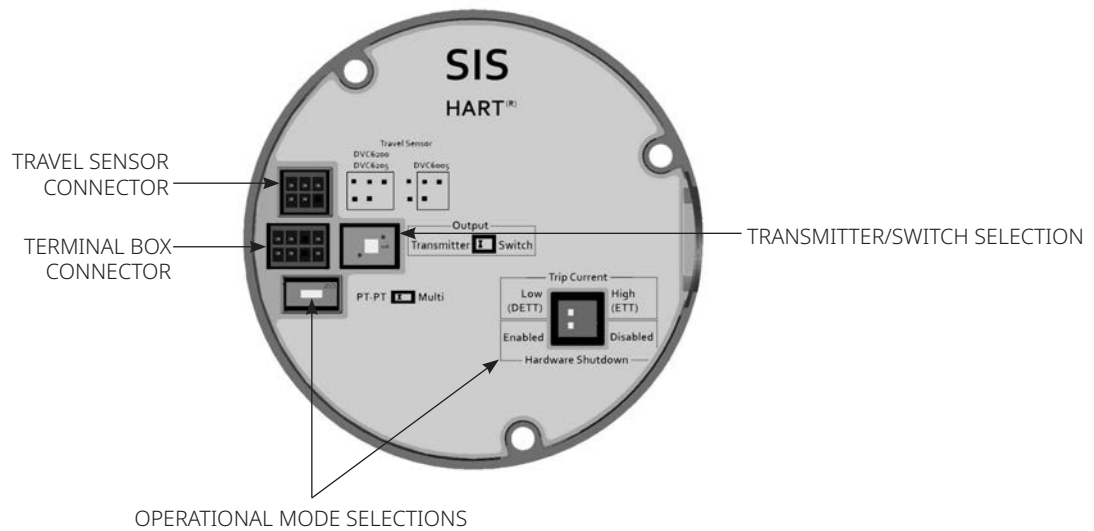 SIS
HART(R)
Travel Sensor
DVC6200
DVC6205 DVC6005
TRAVEL SENSOR
CONNECTOR
Output
Transmitter Switch
TERMINAL BOX
CONNECTOR
TRANSMITTER/SWITCH SELECTION
PT-PT Multi
Trip Current
Low
(DETT)
High
(ETT)
Enabled Disabled
Hardware Shutdown
OPERATIONAL MODE SELECTIONS